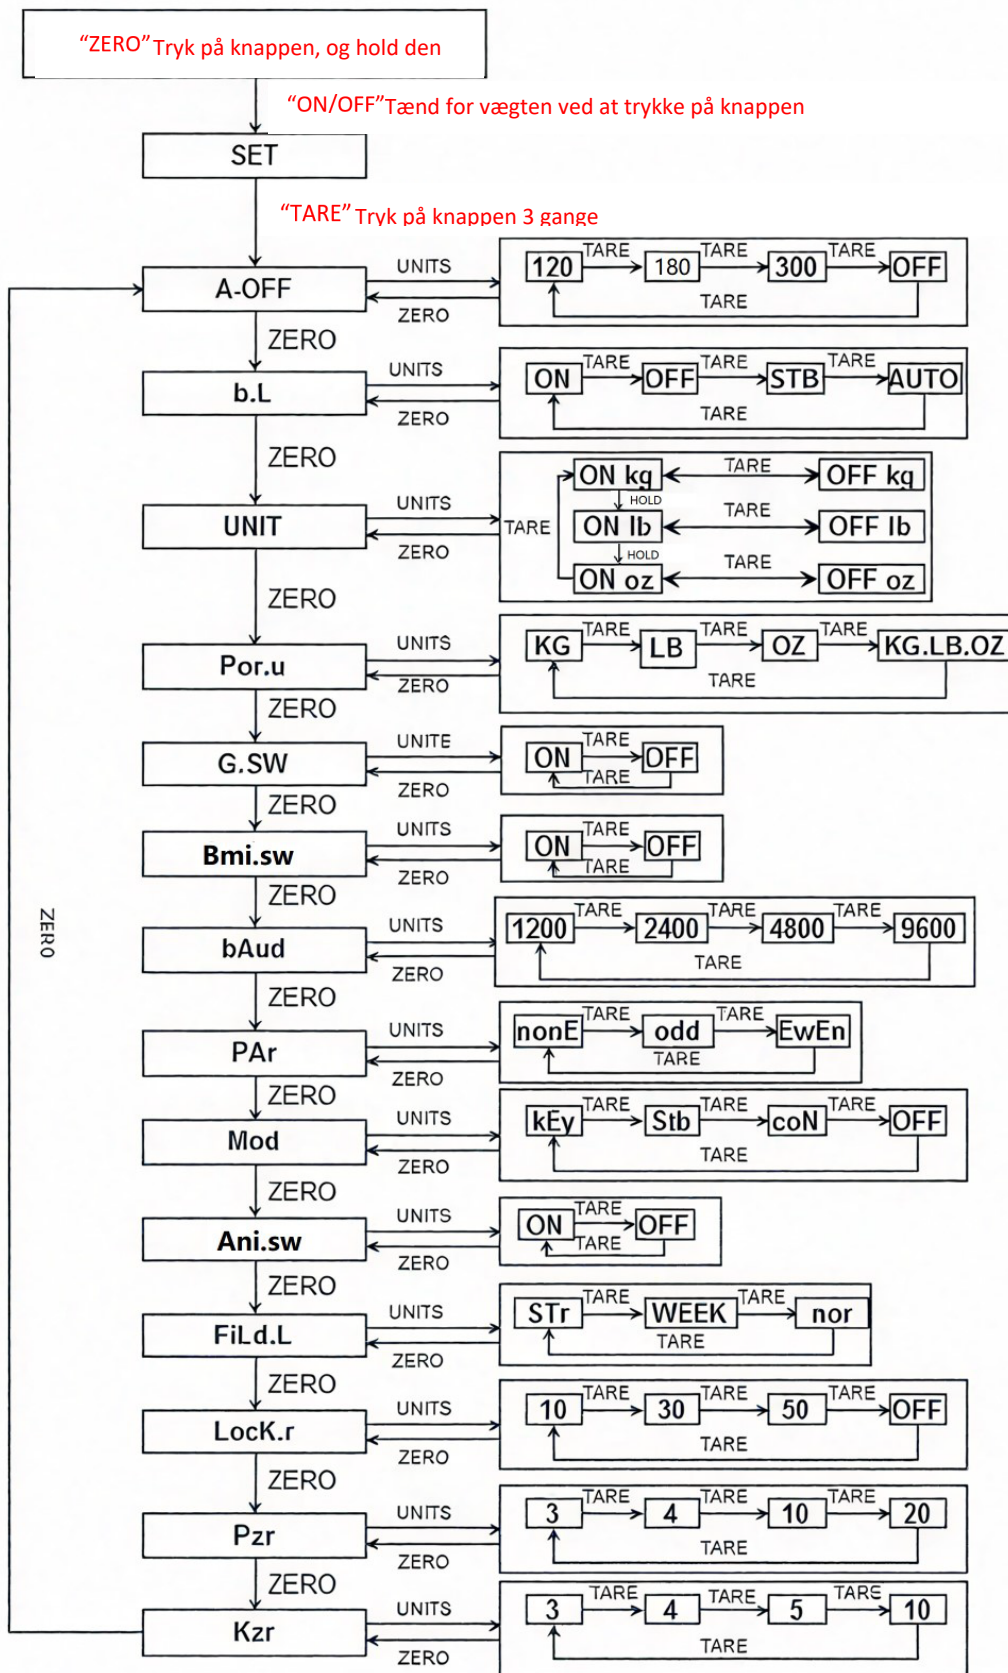 “ZERO” Tryk på knappen, og hold den
“ON/OFF” Tænd for vægten ved at trykke på knappen
SET
“TARE” Tryk på knappen 3 gange
A-OFF UNITS ZERO 120 TARE 180 TARE 300 TARE OFF TARE
ZERO
b.L UNITS ZERO ON TARE OFF TARE STB TARE AUTO TARE
ZERO
UNIT UNITS ZERO TARE ON kg TARE OFF kg
HOLD
ON lb TARE OFF lb
HOLD
ON oz TARE OFF oz
ZERO
Por.u UNITS ZERO KG TARE LB TARE OZ TARE KG.LB.OZ TARE
ZERO
G.SW UNITE ZERO ON TARE OFF TARE
ZERO
Bmi.sw UNITS ZERO ON TARE OFF TARE
ZERO
bAud UNITS ZERO 1200 TARE 2400 TARE 4800 TARE 9600 TARE
ZERO
PAr UNITS ZERO nonE TARE odd TARE EwEn TARE
ZERO
Mod UNITS ZERO kEy TARE Stb TARE coN TARE OFF TARE
ZERO
Ani.sw UNITS ZERO ON TARE OFF TARE
ZERO
FiLd.L UNITS ZERO STr TARE WEEK TARE nor TARE
ZERO
LocK.r UNITS ZERO 10 TARE 30 TARE 50 TARE OFF TARE
ZERO
Pzr UNITS ZERO 3 TARE 4 TARE 10 TARE 20 TARE
ZERO
Kzr UNITS ZERO 3 TARE 4 TARE 5 TARE 10 TARE
ZERO